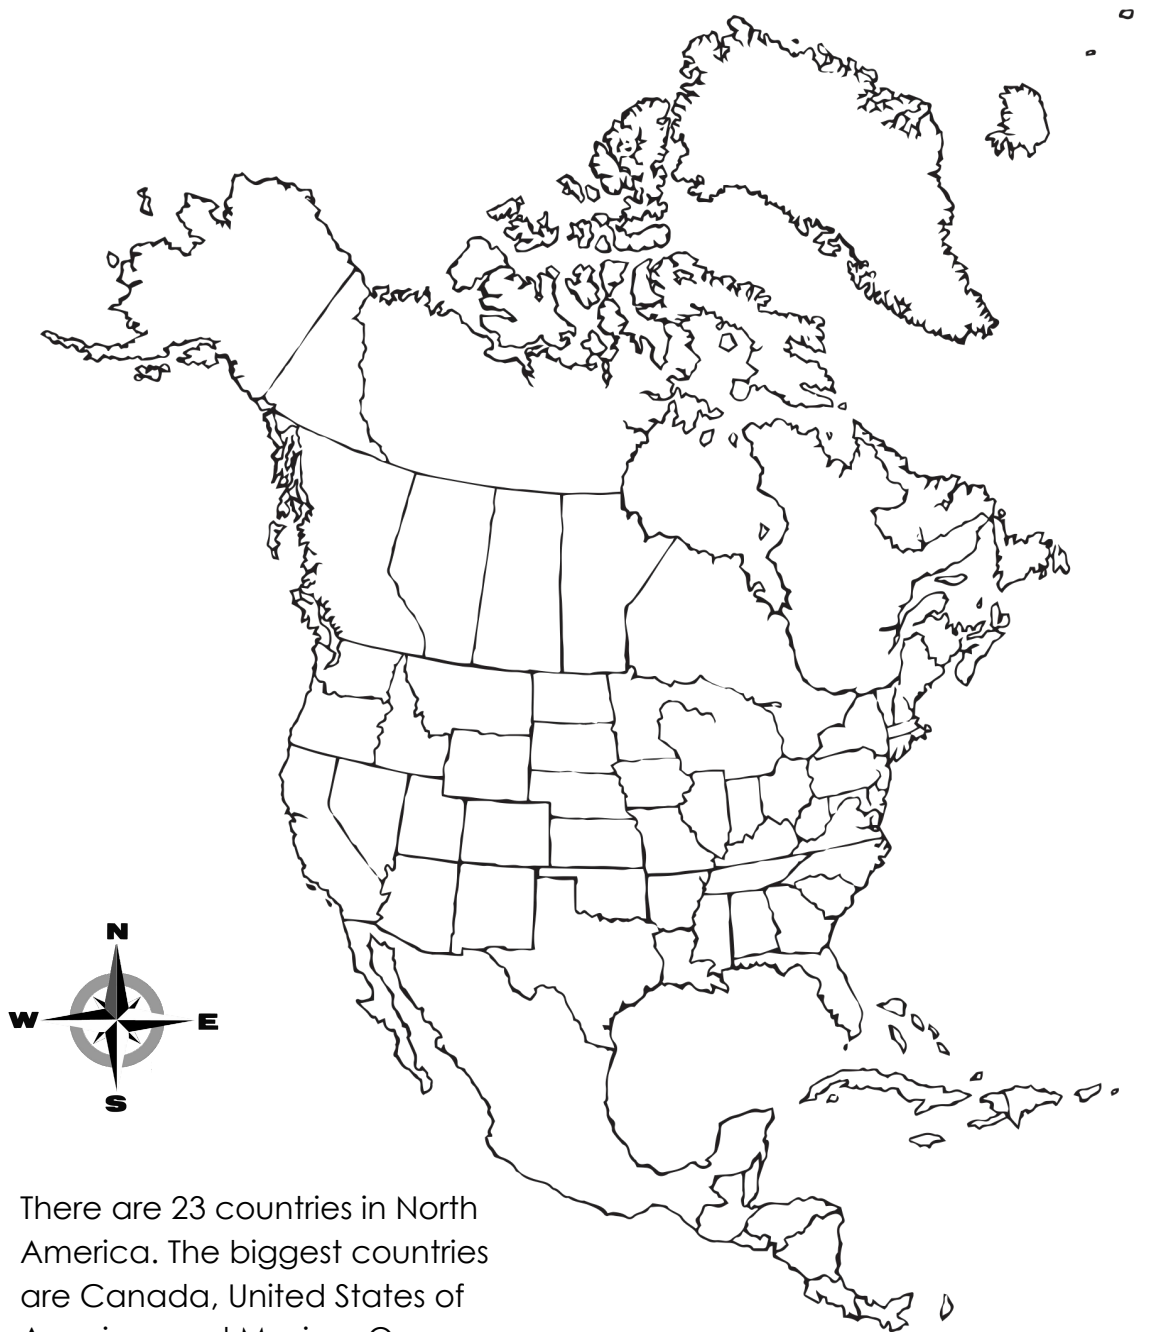 N
W E
S
There are 23 countries in North
America. The biggest countries
are Canada, United States of